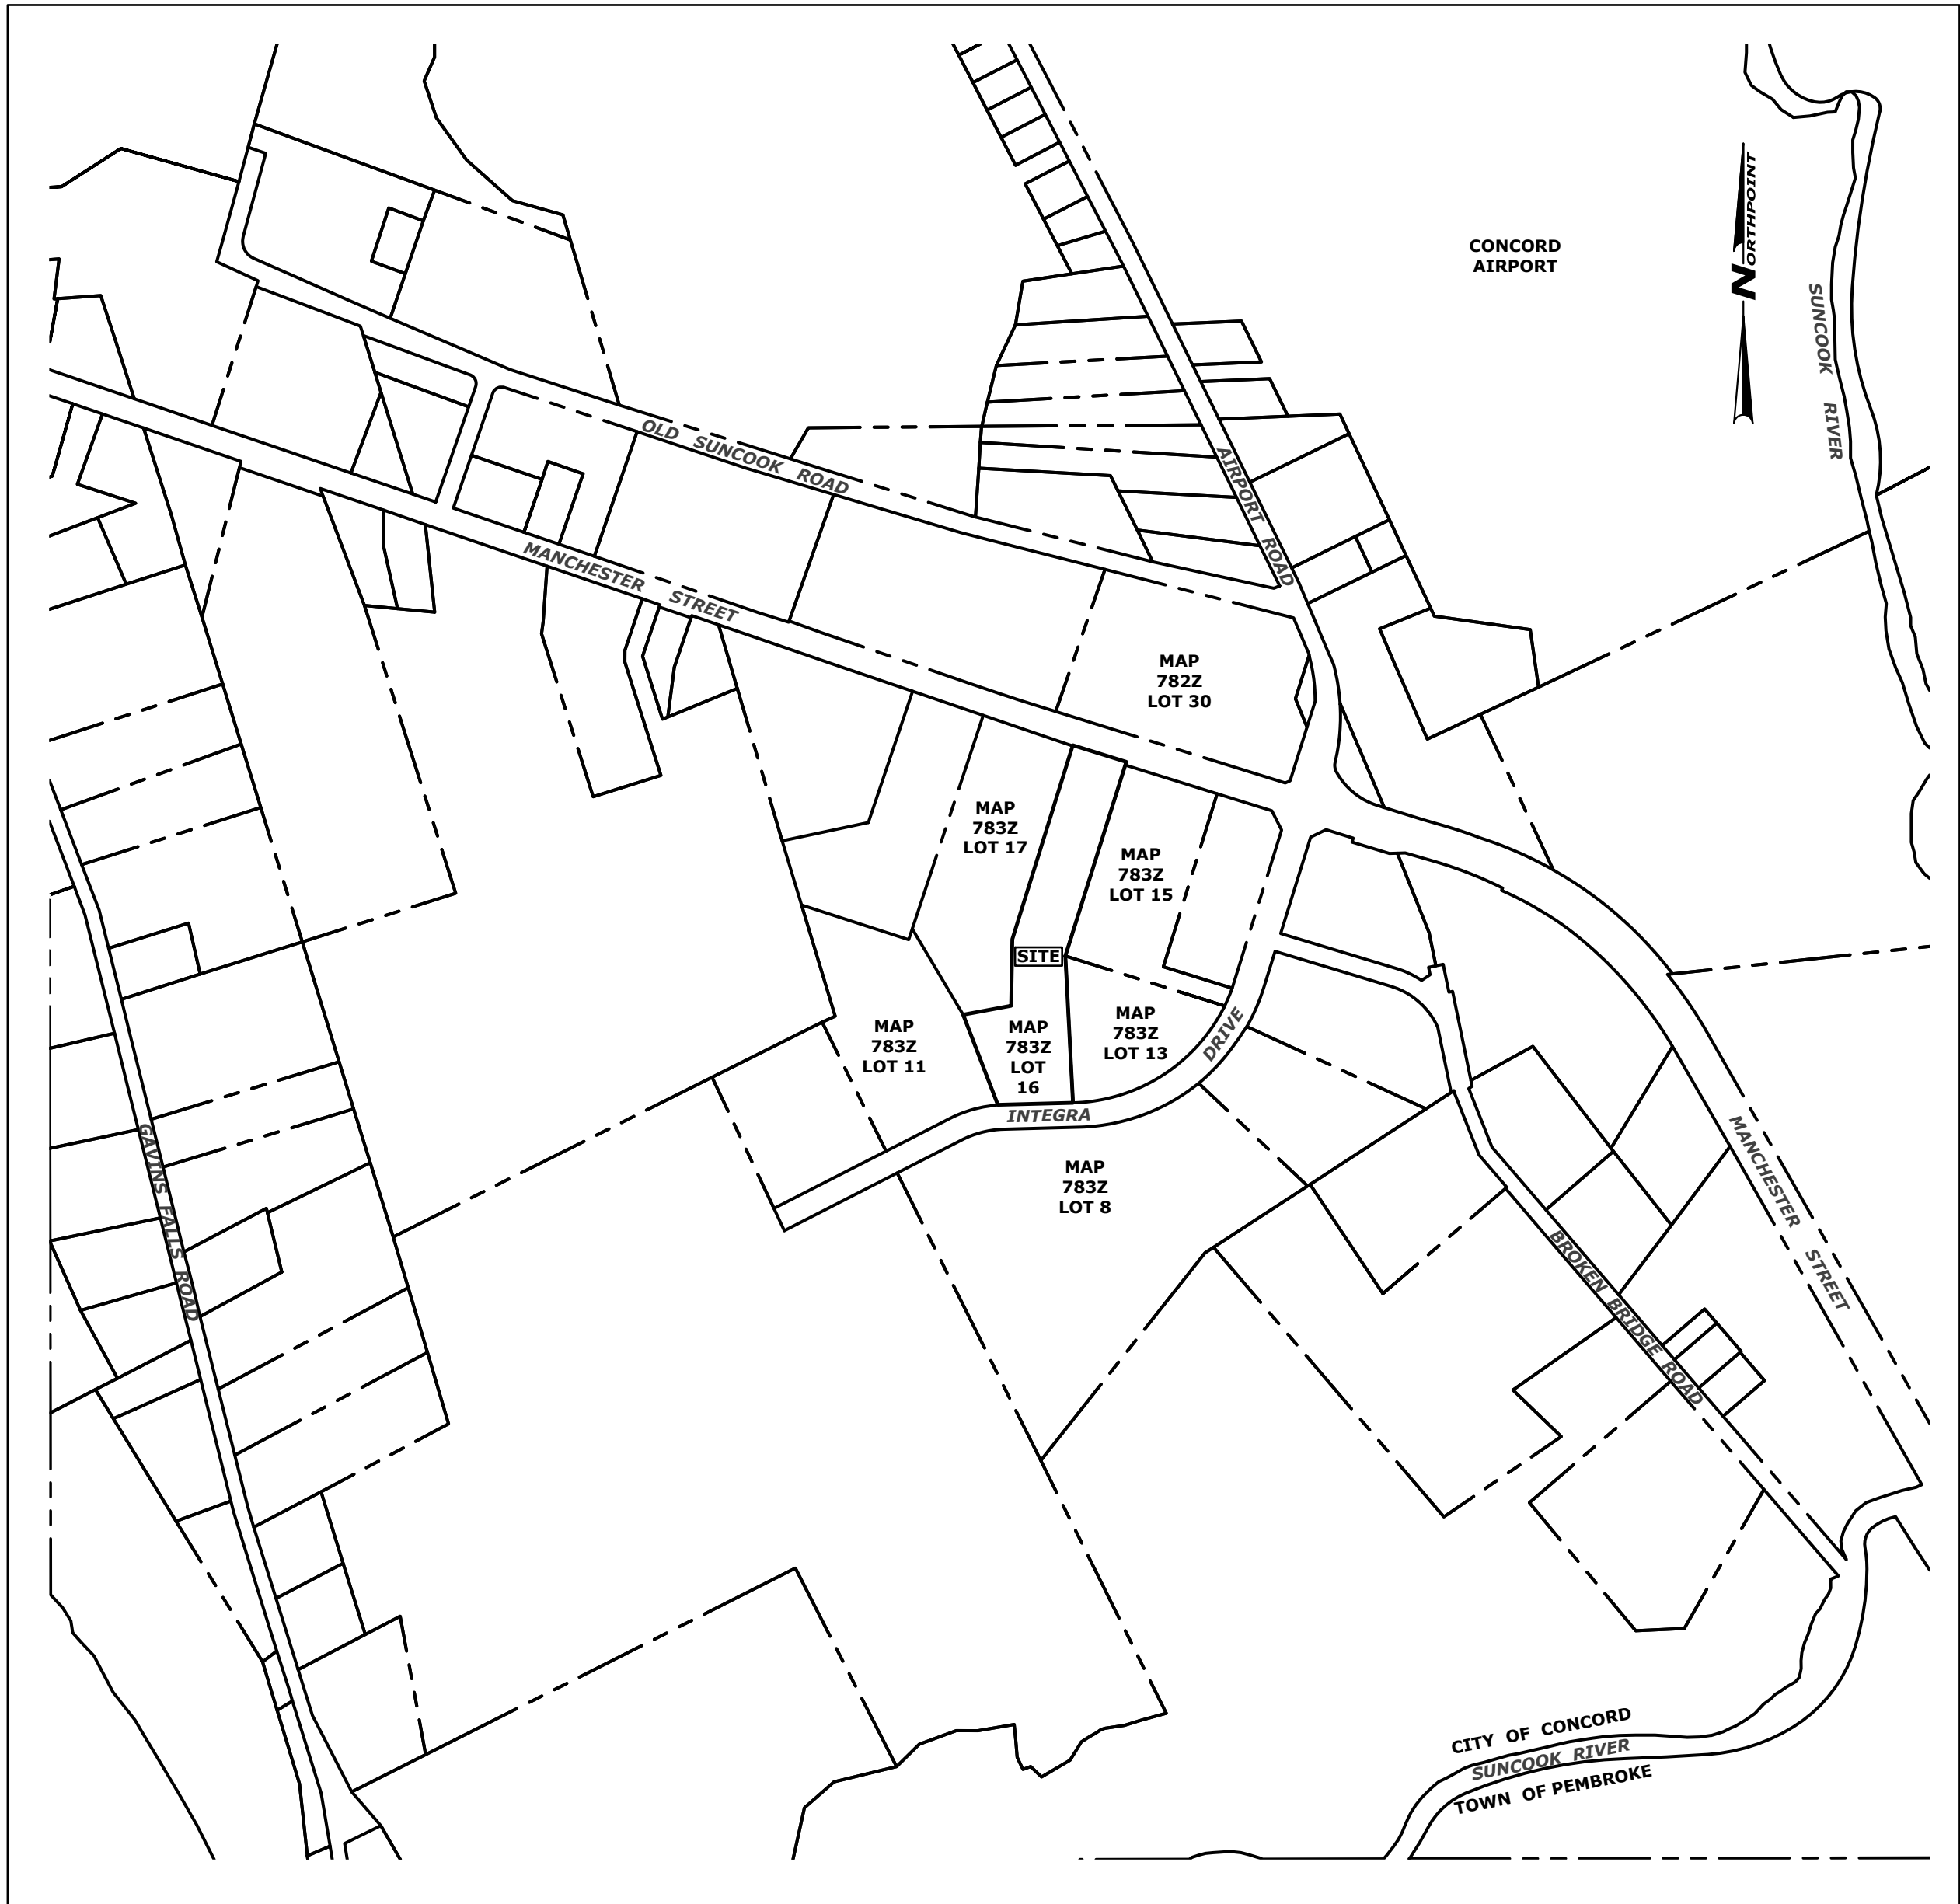 CONCORD
AIRPORT
NORTHPOINT
SUNCOOK RIVER
OLD SUNCOOK ROAD
AIRPORT ROAD
MANCHESTER STREET
MAP
782Z
LOT 30
MAP
783Z
LOT 17
MAP
783Z
LOT 15
SITE
MAP
783Z
LOT 11
MAP
783Z
LOT
16
MAP
783Z
LOT 13
INTEGRA DRIVE
MAP
783Z
LOT 8
GAVINS FALLS ROAD
BROKEN BRIDGE ROAD
MANCHESTER STREET
CITY OF CONCORD
SUNCOOK RIVER
TOWN OF PEMBROKE